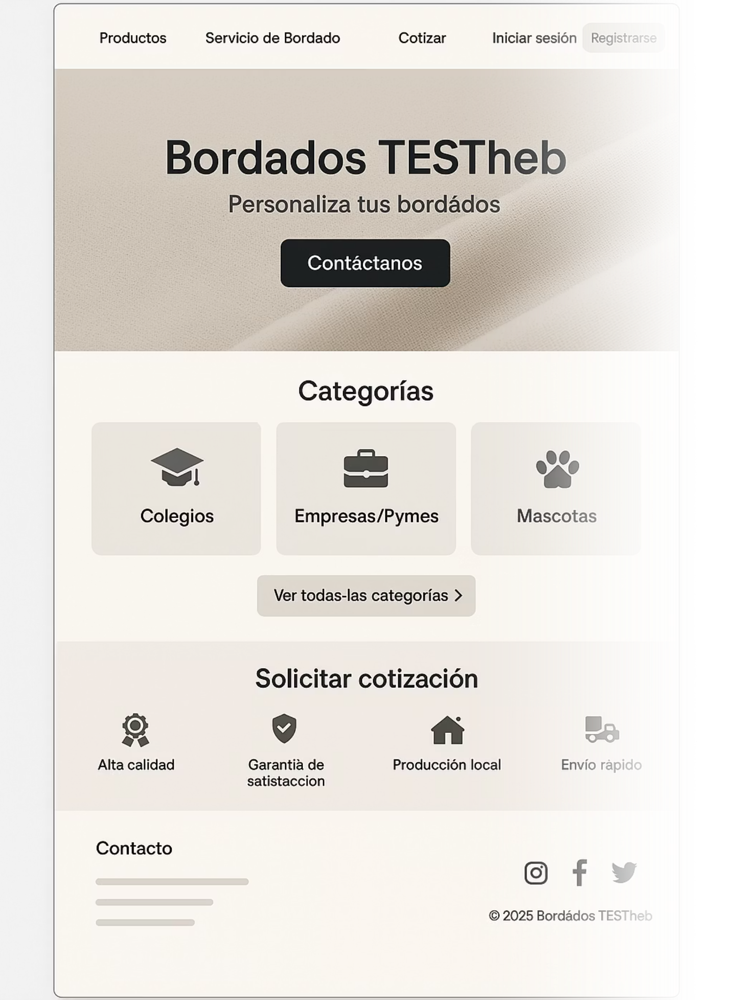 Productos Servicio de Bordado Cotizar Iniciar sesión Registrarse
Bordados TESTheb
Personaliza tus bordádos
Contáctanos
Categorías
Colegios Empresas/Pymes Mascotas
Ver todas-las categorías >
Solicitar cotización
Alta calidad Garantià de Producción local Envío ràpido
satistaccion
Contacto
© 2025 Bordádos TESTheb